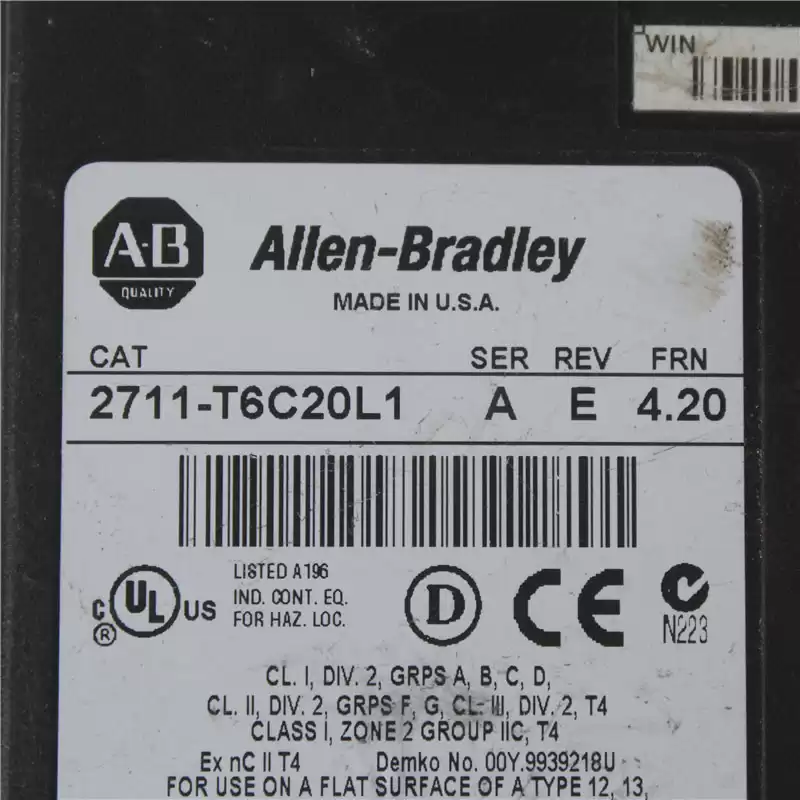 WIN
A-B
QUALITY
Allen-Bradley
MADE IN U.S.A.
CAT SER REV FRN
2711-T6C20L1 A E 4.20
LISTED A196
IND. CONT. EQ.
FOR HAZ. LOC.
C UL US
®
D CE
N223
CL. I, DIV. 2, GRPS A, B, C, D,
CL. II, DIV. 2, GRPS F, G, CL. III, DIV. 2, T4
CLASS I, ZONE 2 GROUP IIC, T4
Ex nC II T4 Demko No. 00Y.9939218U
FOR USE ON A FLAT SURFACE OF A TYPE 12, 13,